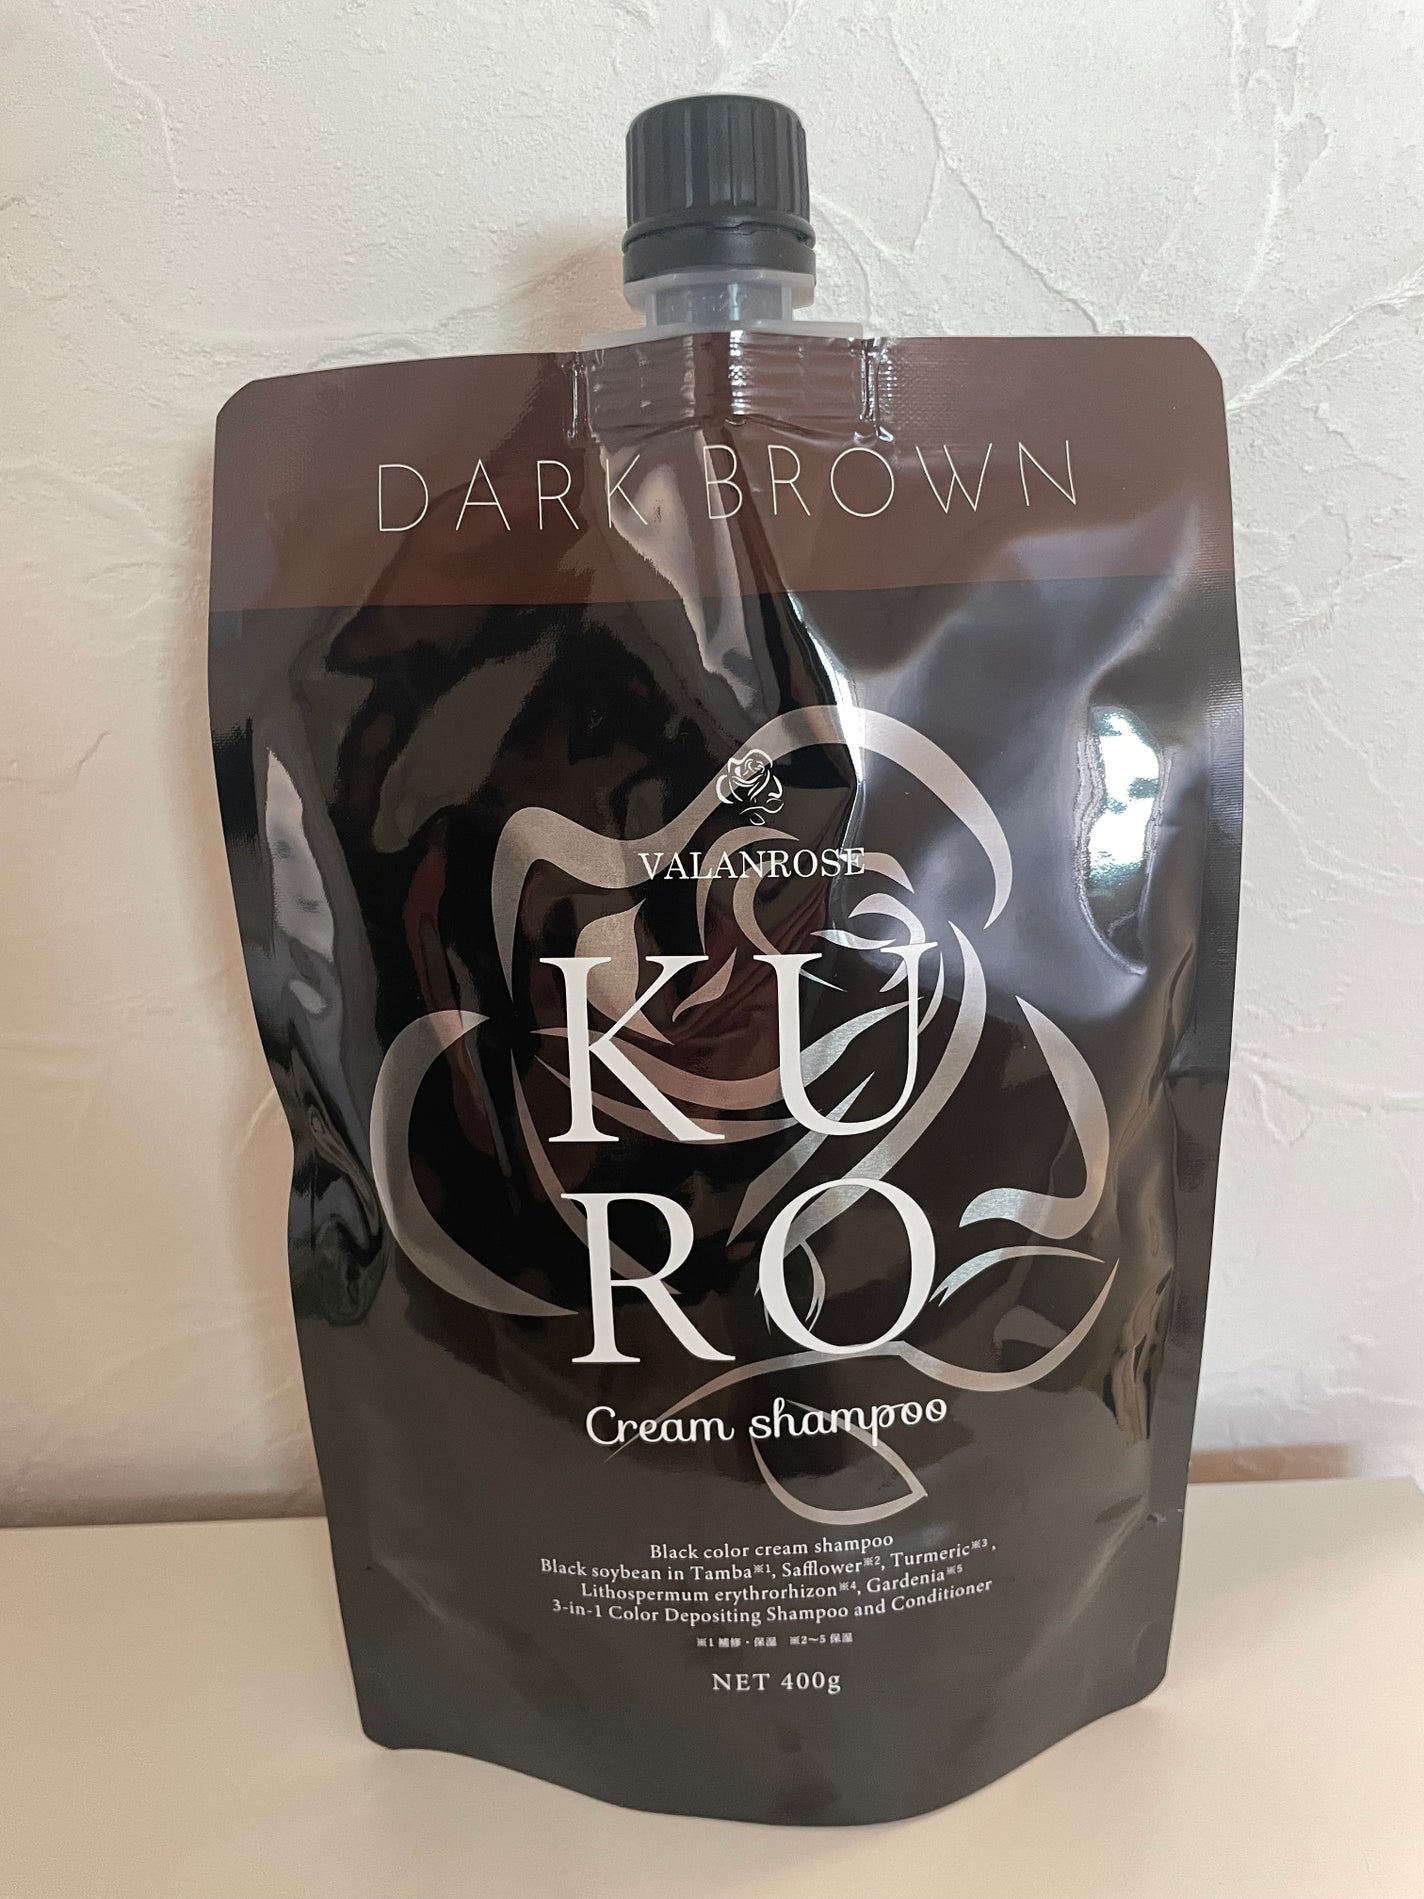 DARK BROWN
VALANROSE
KU
RO
Cream shampoo
Black color cream shampoo
Black soybean in Tamba※1, Safflower※2, Turmeric※3,
Lithospermum erythrorhizon※4, Gardenia※5
3-in-1 Color Depositing Shampoo and Conditioner
※1 補修・保湿 ※2～5 保湿
NET 400g